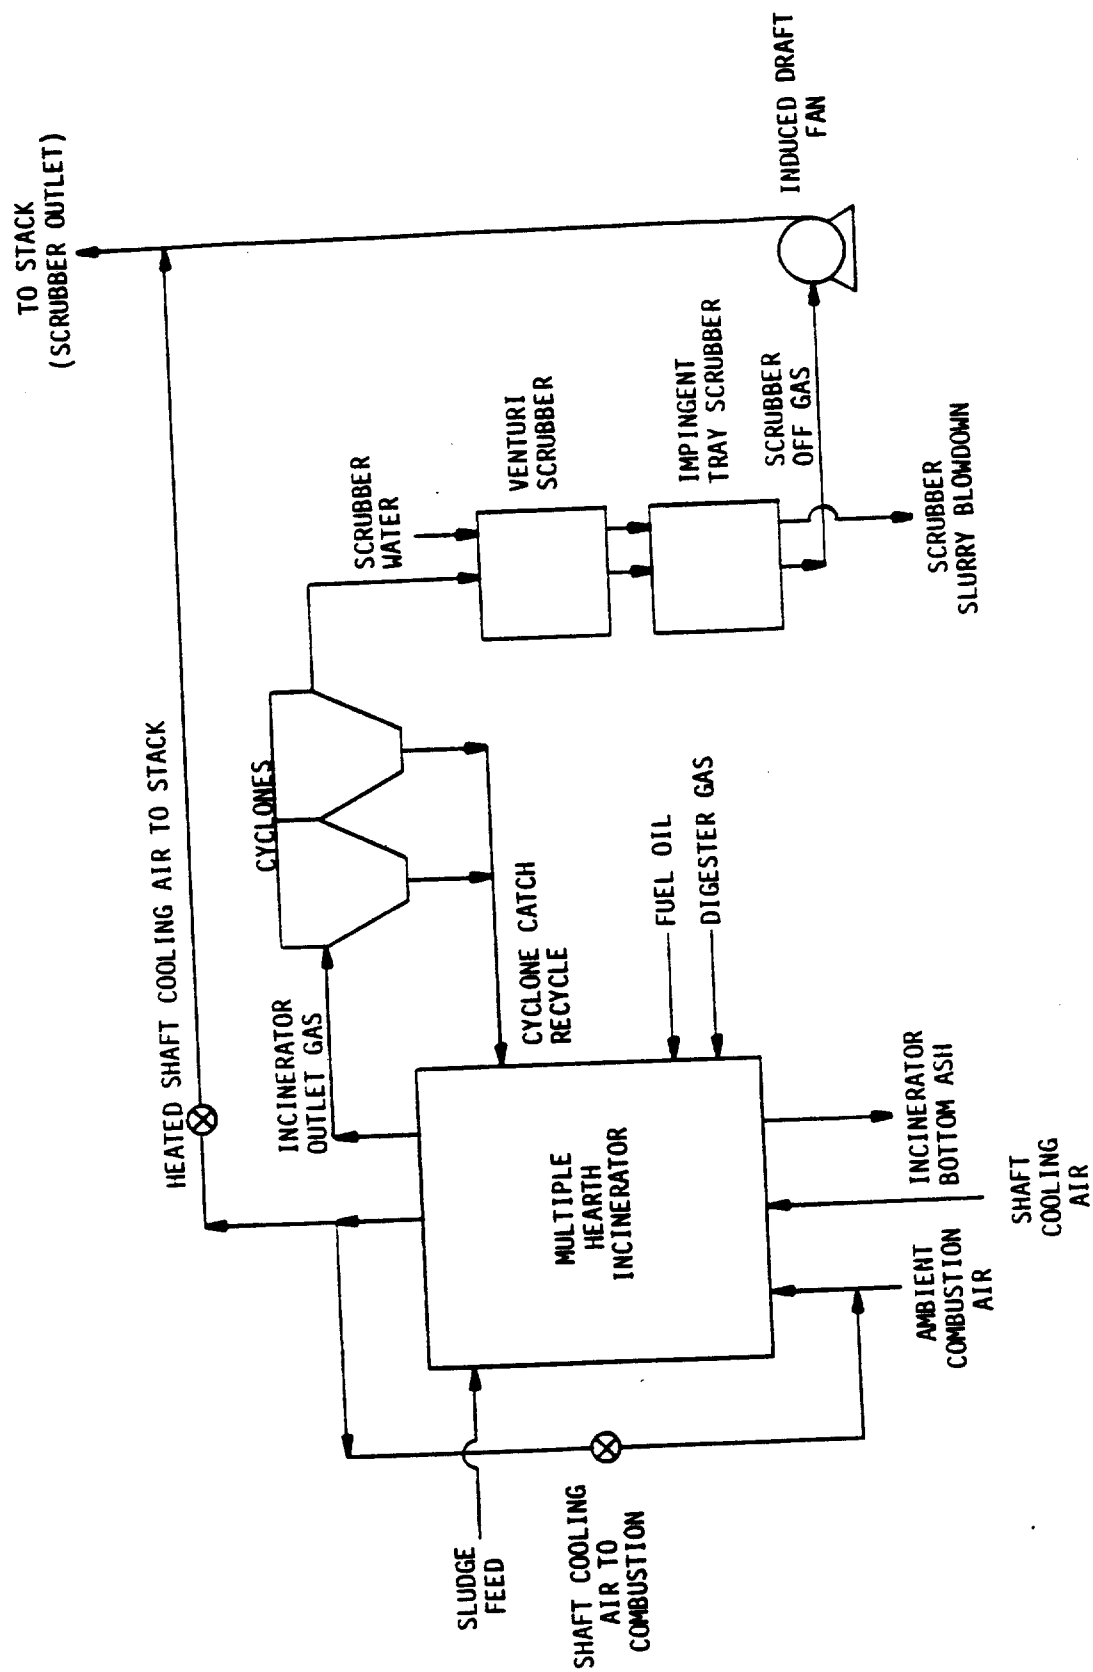 TO STACK
(SCRUBBER OUTLET)
HEATED SHAFT COOLING AIR TO STACK
CYCLONES
INCINERATOR
OUTLET GAS
SCRUBBER
WATER
VENTURI
SCRUBBER
IMPINGENT
TRAY SCRUBBER
SCRUBBER
OFF GAS
INDUCED DRAFT
FAN
CYCLONE CATCH
RECYCLE
SLUDGE
FEED
MULTIPLE
HEARTH
INCINERATOR
FUEL OIL
DIGESTER GAS
SHAFT COOLING
AIR TO
COMBUSTION
AMBIENT
COMBUSTION
AIR
SHAFT
COOLING
AIR
INCINERATOR
BOTTOM ASH
SCRUBBER
SLURRY BLOWDOWN